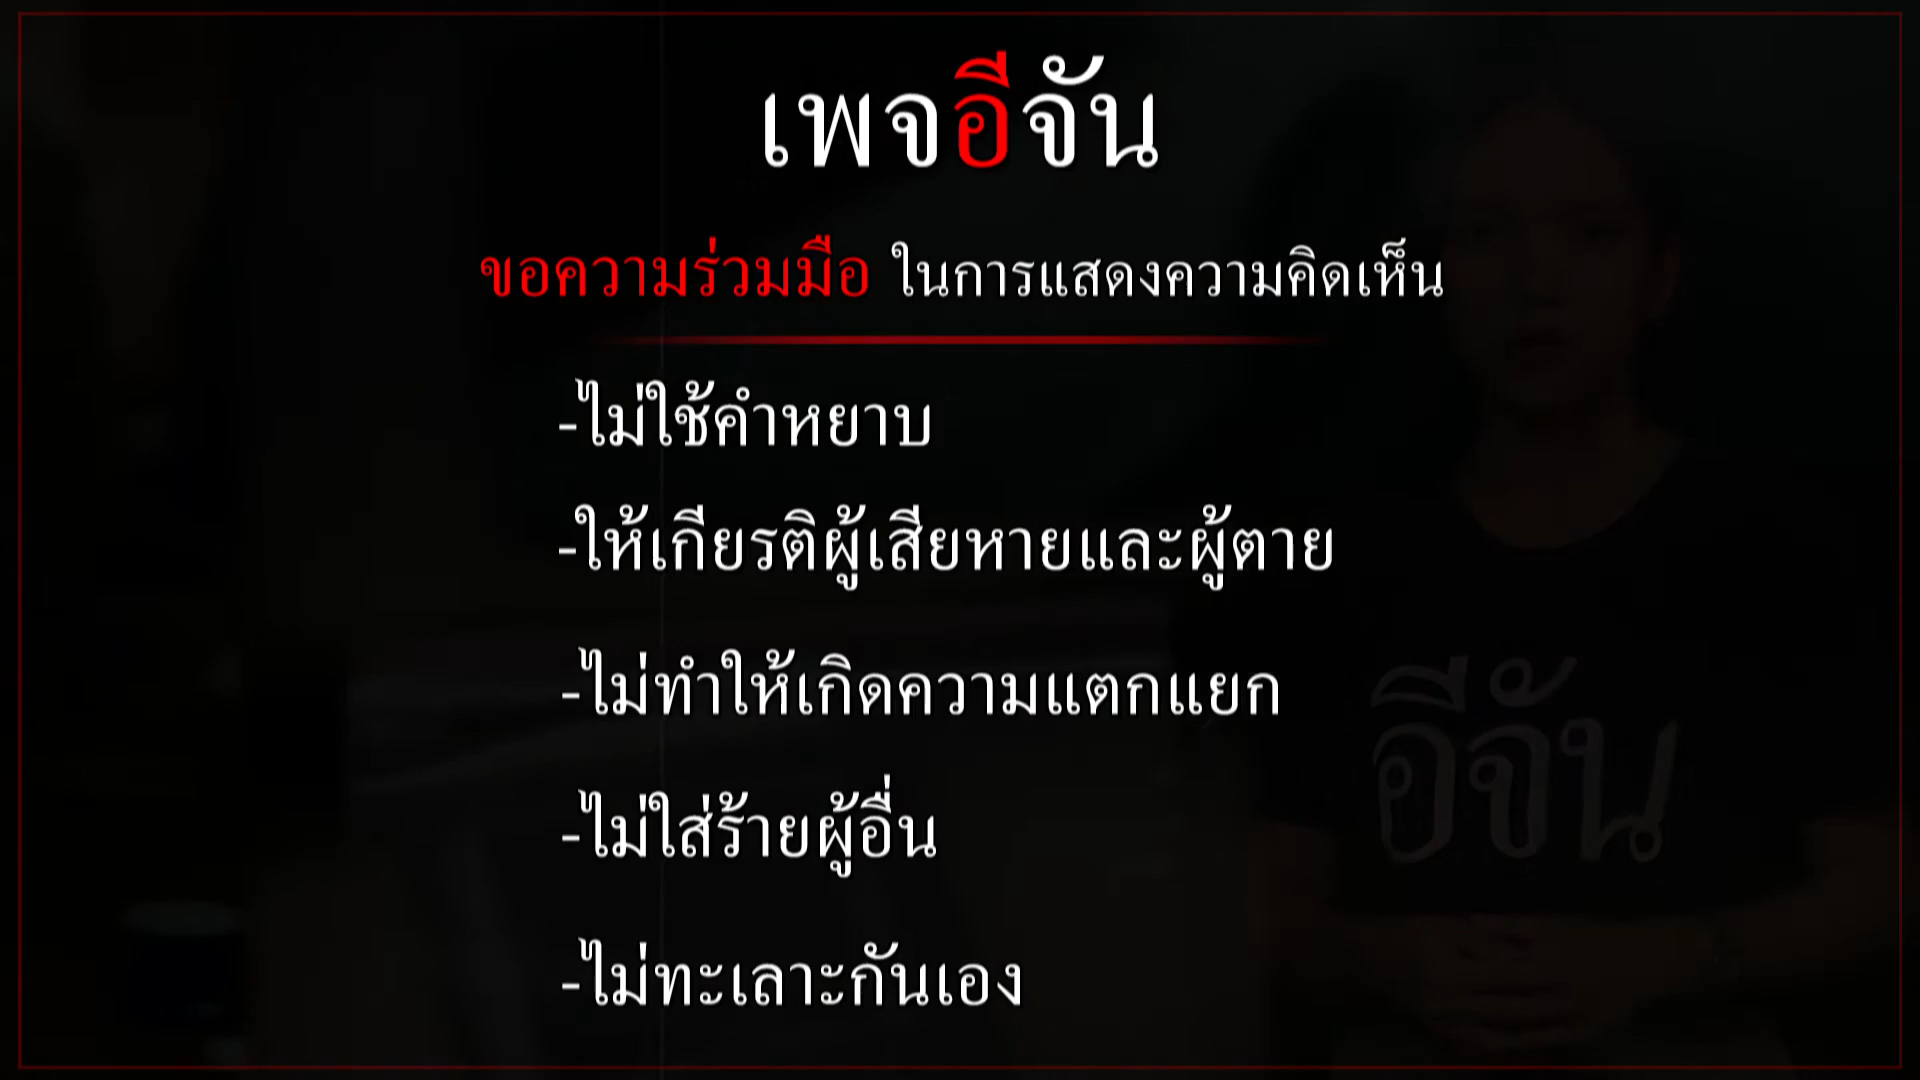 เพจอีจัน
ขอความร่วมมือ ในการแสดงความคิดเห็น
-ไม่ใช้คำหยาบ
-ให้เกียรติผู้เสียหายและผู้ตาย
-ไม่ทำให้เกิดความแตกแยก
-ไม่ใส่ร้ายผู้อื่น
-ไม่ทะเลาะกันเอง
อีจัน